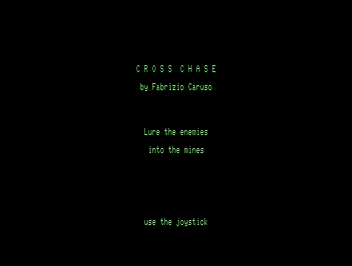 C R O S S  C H A S E
by Fabrizio Caruso
Lure the enemies
into the mines
use the joystick